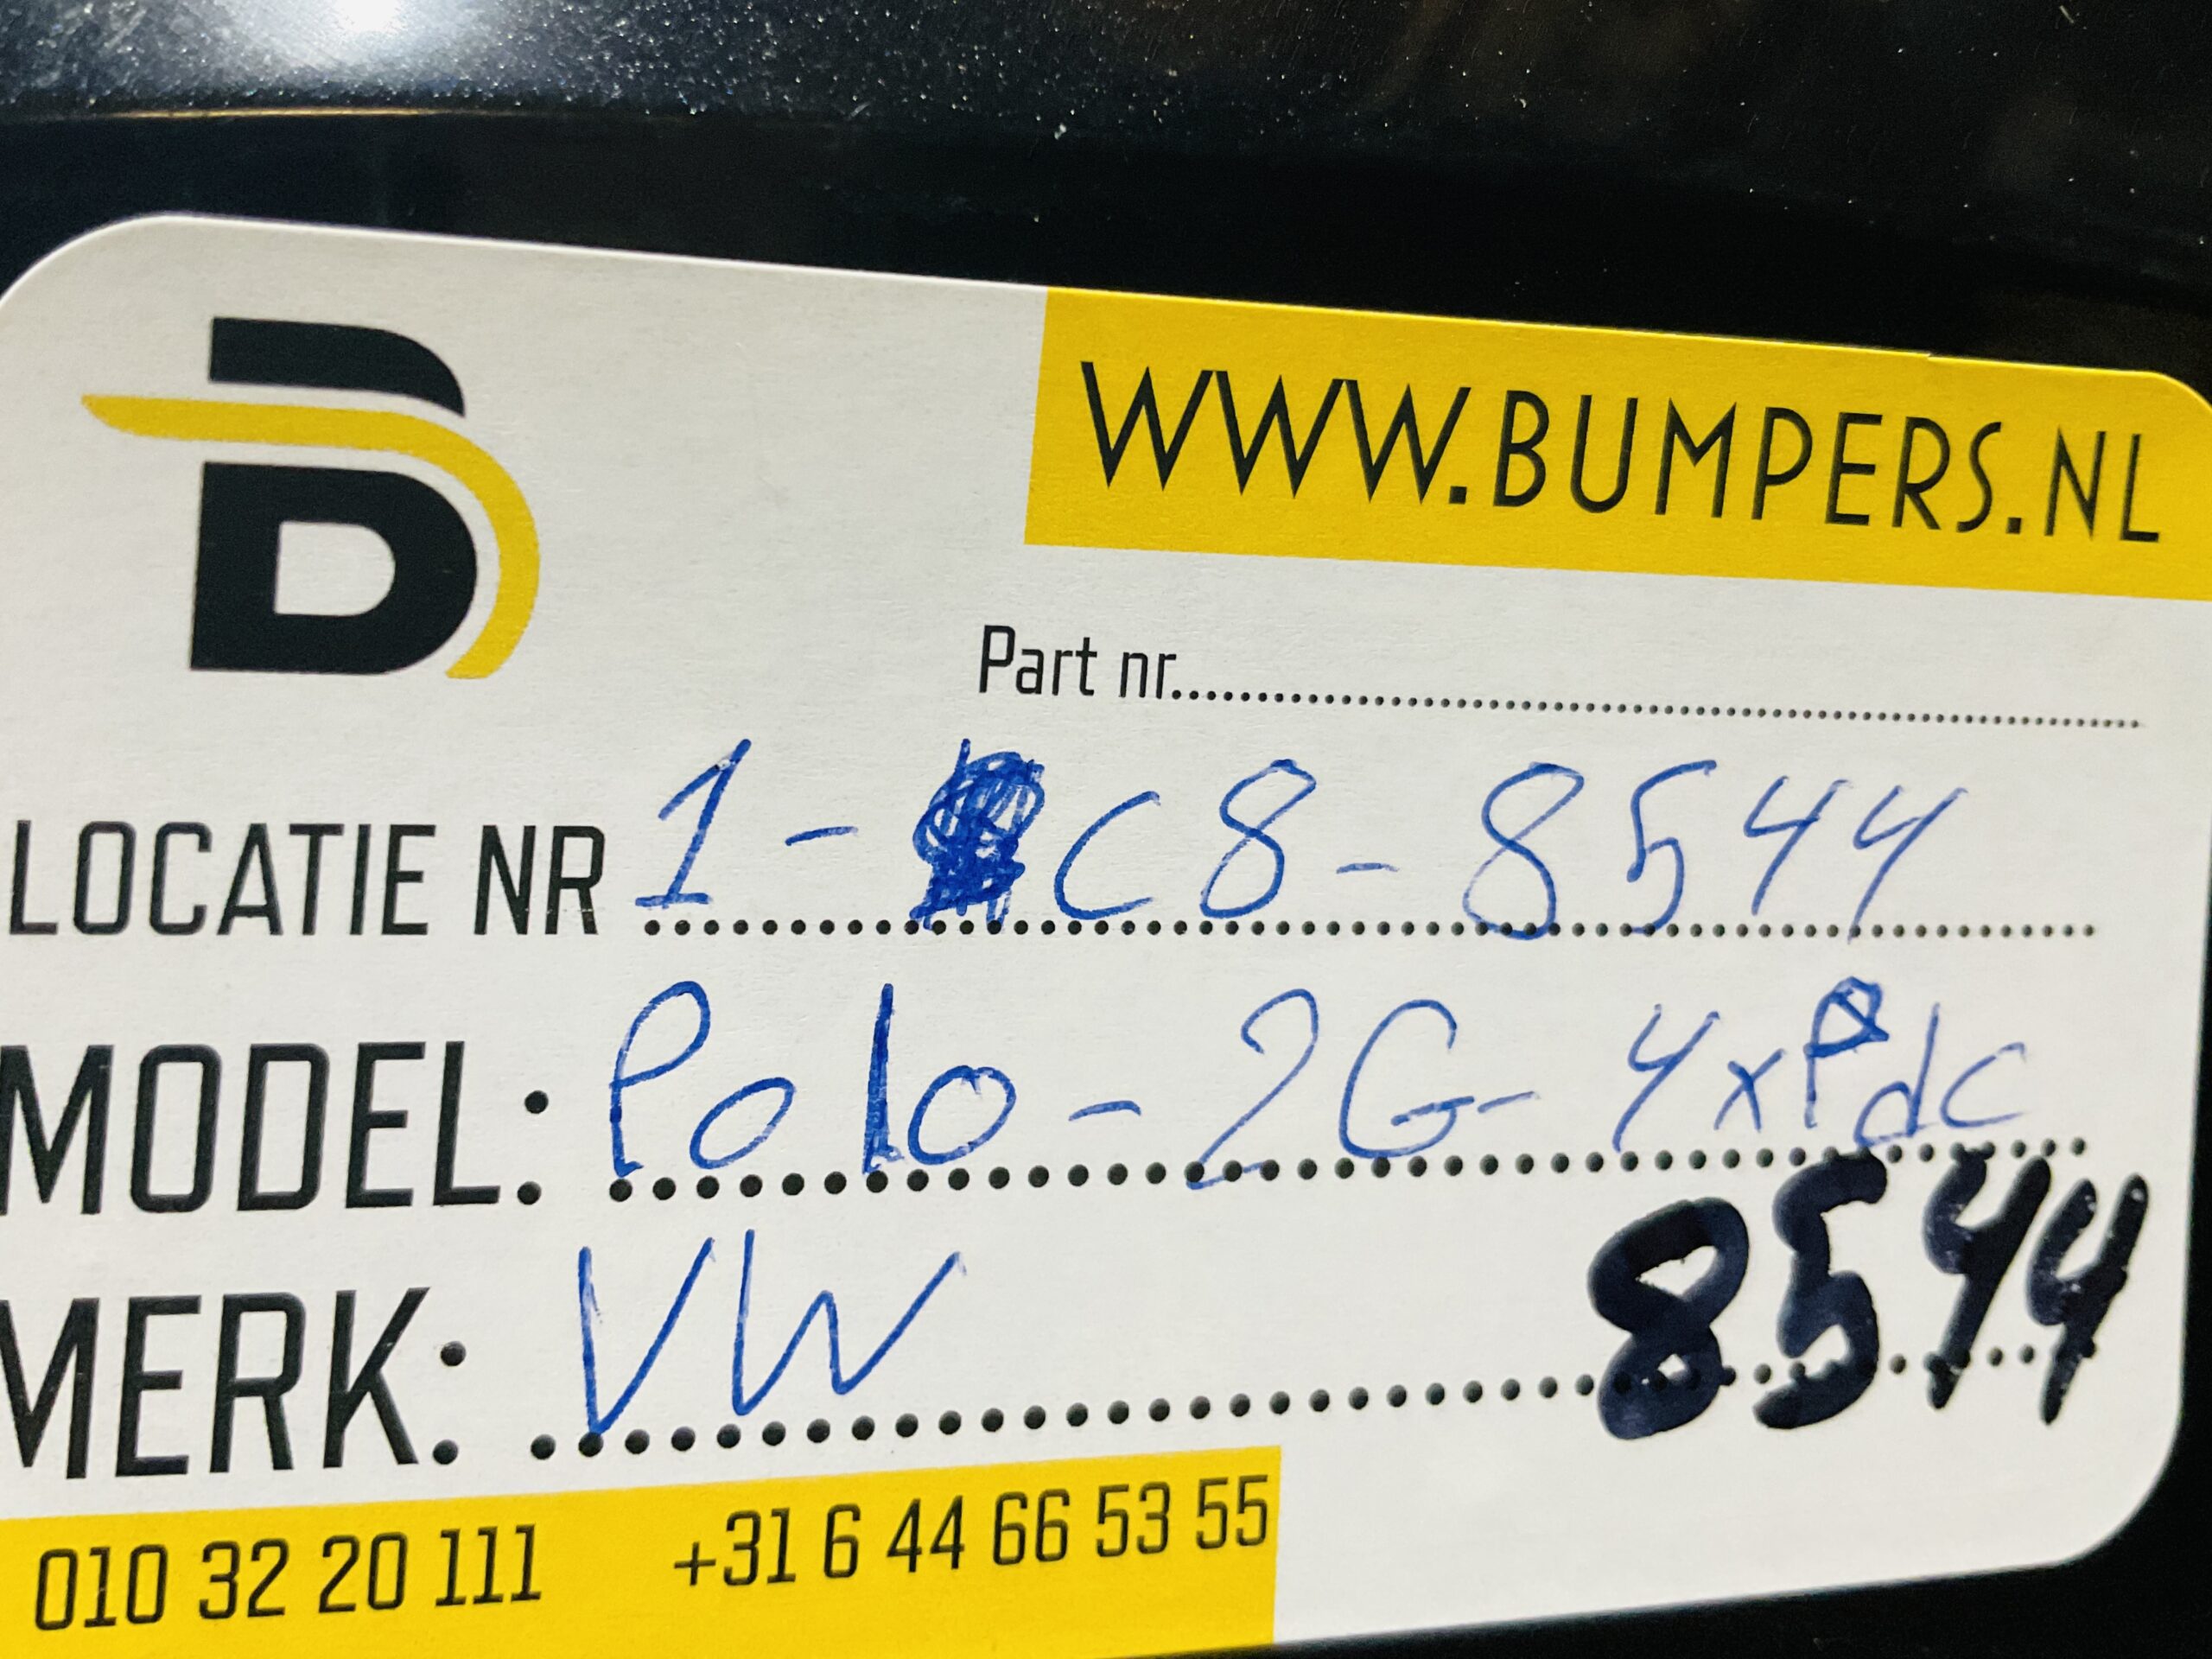 B
WWW.BUMPERS.NL
Part nr.
LOCATIE NR 1 - C8 - 8544
MODEL: Polo - 2G - 4xPdc
MERK: VW 8544
010 32 20 111 +31 6 44 66 53 55